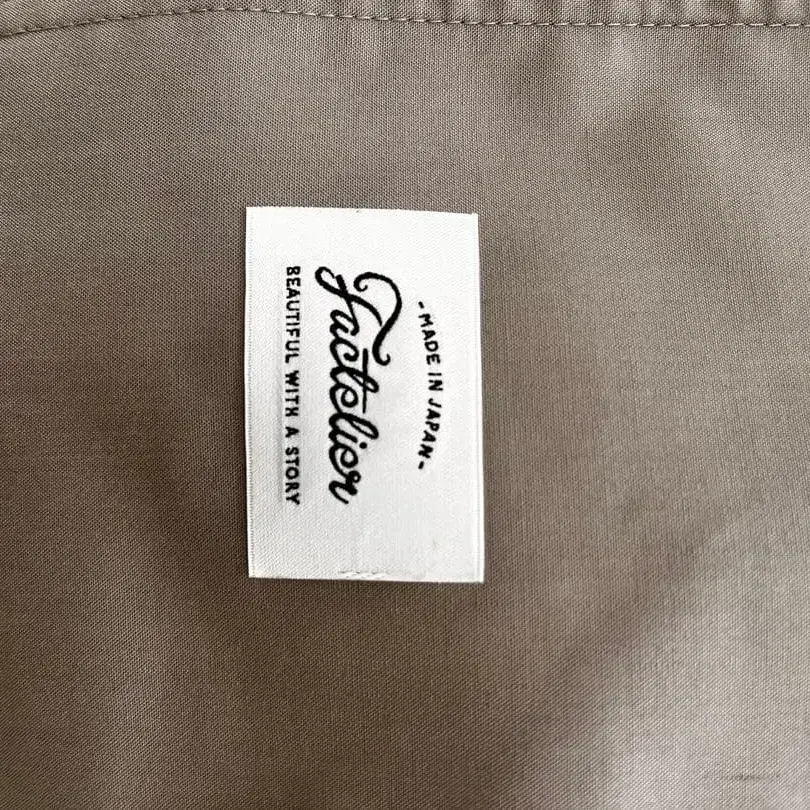 - MADE IN JAPAN -
Factelier
BEAUTIFUL WITH A STORY